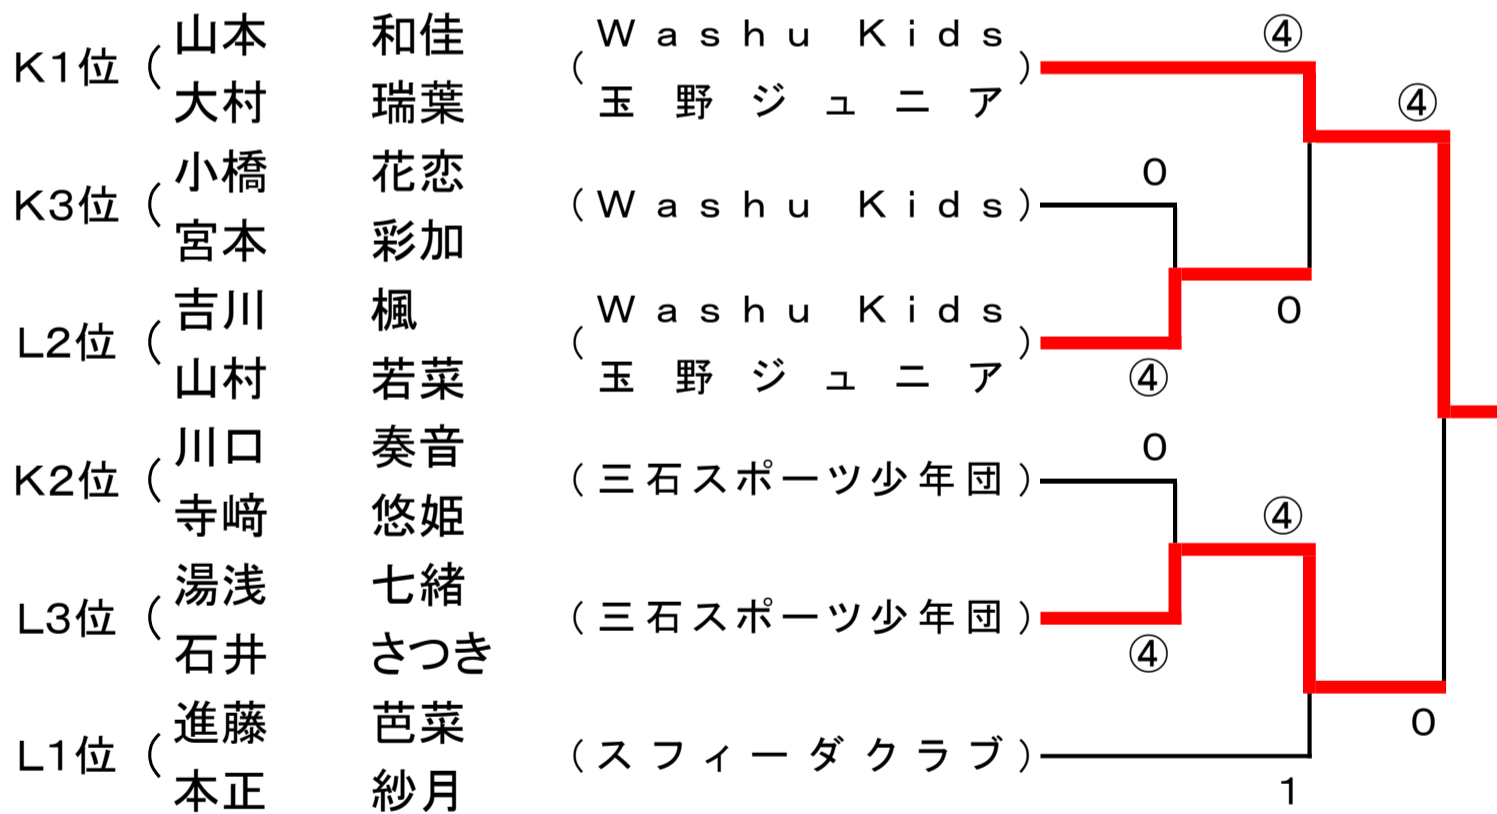 山本 和佳 Ｗａｓｈｕ Ｋｉｄｓ ④
K1位 ( ( )
大村 瑞葉 玉野ジュニア ④
小橋 花恋 0
K3位 ( (Ｗａｓｈｕ Ｋｉｄｓ)
宮本 彩加
吉川 楓 Ｗａｓｈｕ Ｋｉｄｓ 0
L2位 ( ( )
山村 若菜 玉野ジュニア ④
川口 奏音 0
K2位 ( (三石スポーツ少年団)
寺﨑 悠姫 ④
湯浅 七緒
L3位 ( (三石スポーツ少年団)
石井 さつき ④
進藤 芭菜 0
L1位 ( (スフィーダクラブ)
本正 紗月 1